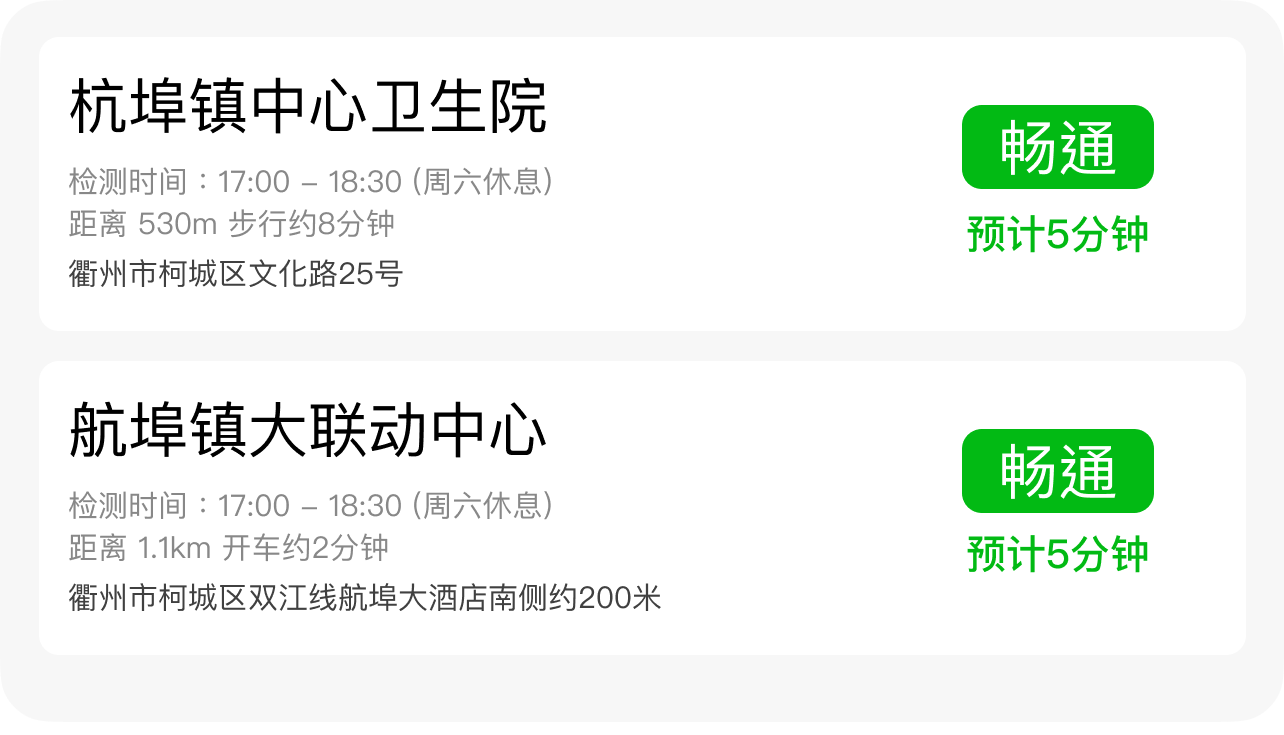 杭埠镇中心卫生院
检测时间：17:00 – 18:30 (周六休息)
距离 530m 步行约8分钟
衢州市柯城区文化路25号
畅通
预计5分钟
航埠镇大联动中心
检测时间：17:00 – 18:30 (周六休息)
距离 1.1km 开车约2分钟
衢州市柯城区双江线航埠大酒店南侧约200米
畅通
预计5分钟